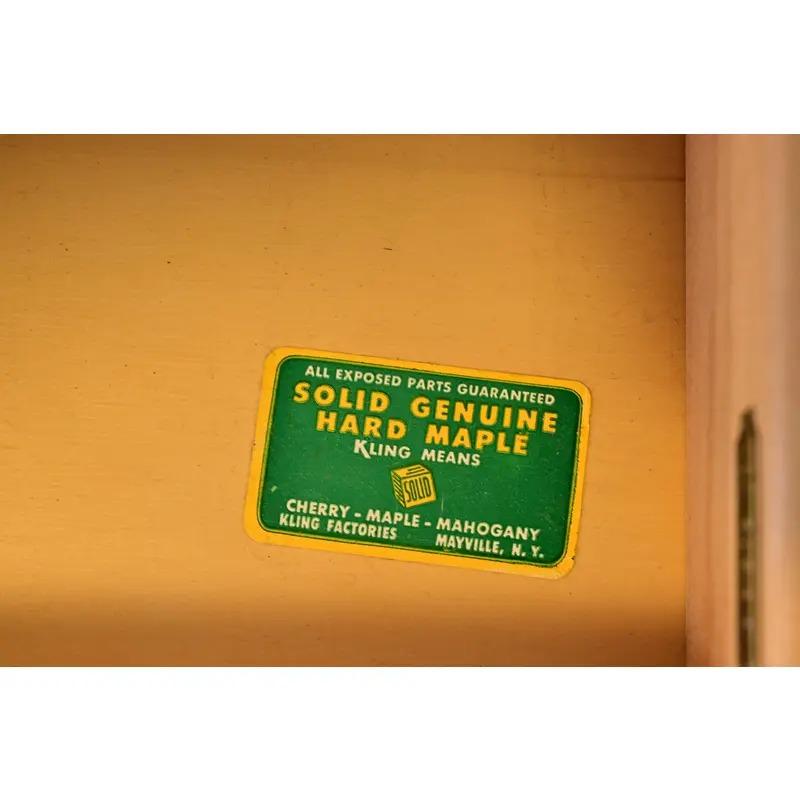 ALL EXPOSED PARTS GUARANTEED
SOLID GENUINE
HARD MAPLE
KLING MEANS
SOLID
CHERRY - MAPLE - MAHOGANY
KLING FACTORIES MAYVILLE, N. Y.